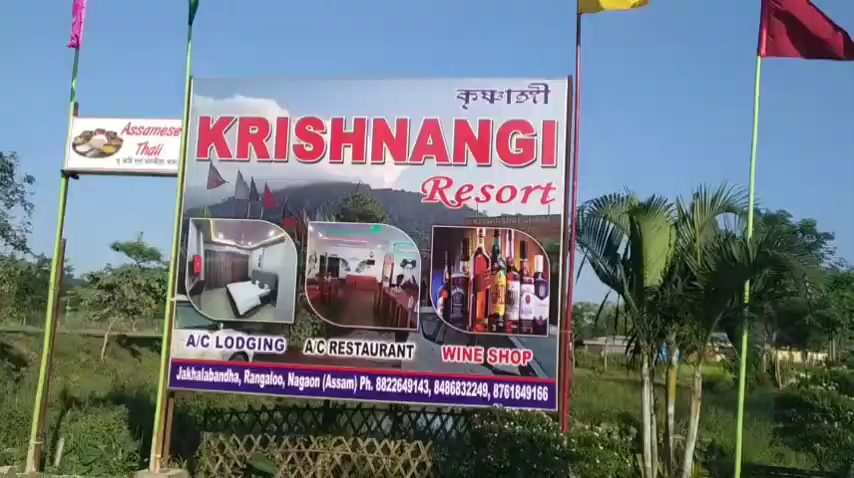 কৃষ্ণাঙ্গী
KRISHNANGI
Resort
Assamese
Thali
A/C LODGING
A/C RESTAURANT
WINE SHOP
Jakhalabandha, Rangaloo, Nagaon (Assam) Ph. 8822649143, 8486832249, 8761849166